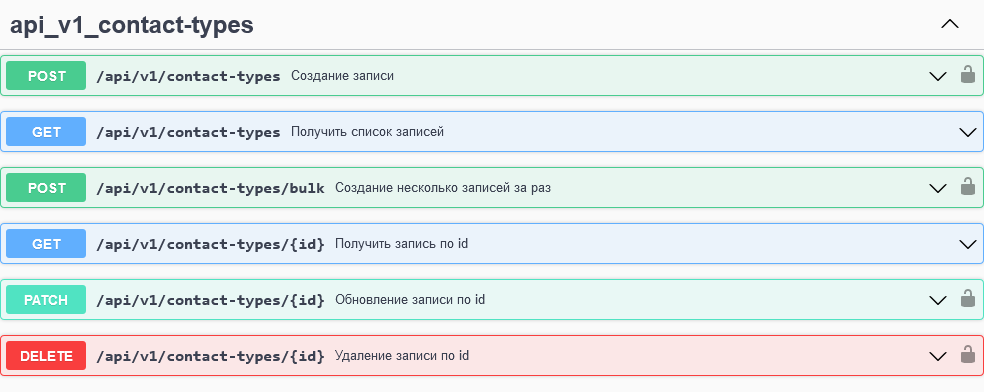 api_v1_contact-types
POST /api/v1/contact-types Создание записи
GET /api/v1/contact-types Получить список записей
POST /api/v1/contact-types/bulk Создание несколько записей за раз
GET /api/v1/contact-types/{id} Получить запись по id
PATCH /api/v1/contact-types/{id} Обновление записи по id
DELETE /api/v1/contact-types/{id} Удаление записи по id